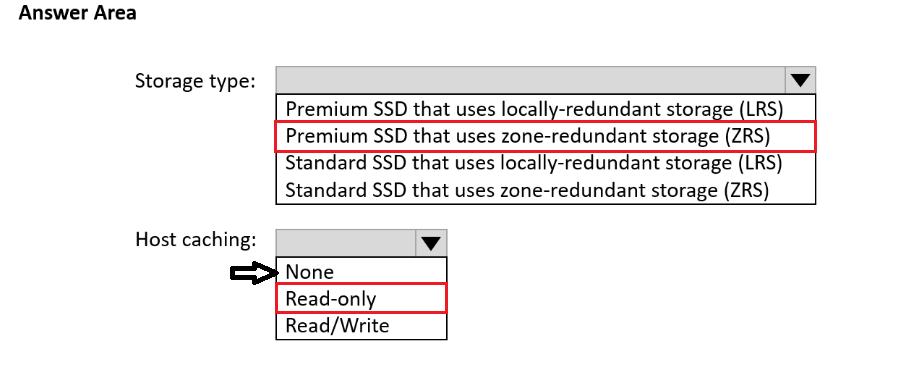 Answer Area
Storage type:
Premium SSD that uses locally-redundant storage (LRS)
Premium SSD that uses zone-redundant storage (ZRS)
Standard SSD that uses locally-redundant storage (LRS)
Standard SSD that uses zone-redundant storage (ZRS)
Host caching:
None
Read-only
Read/Write